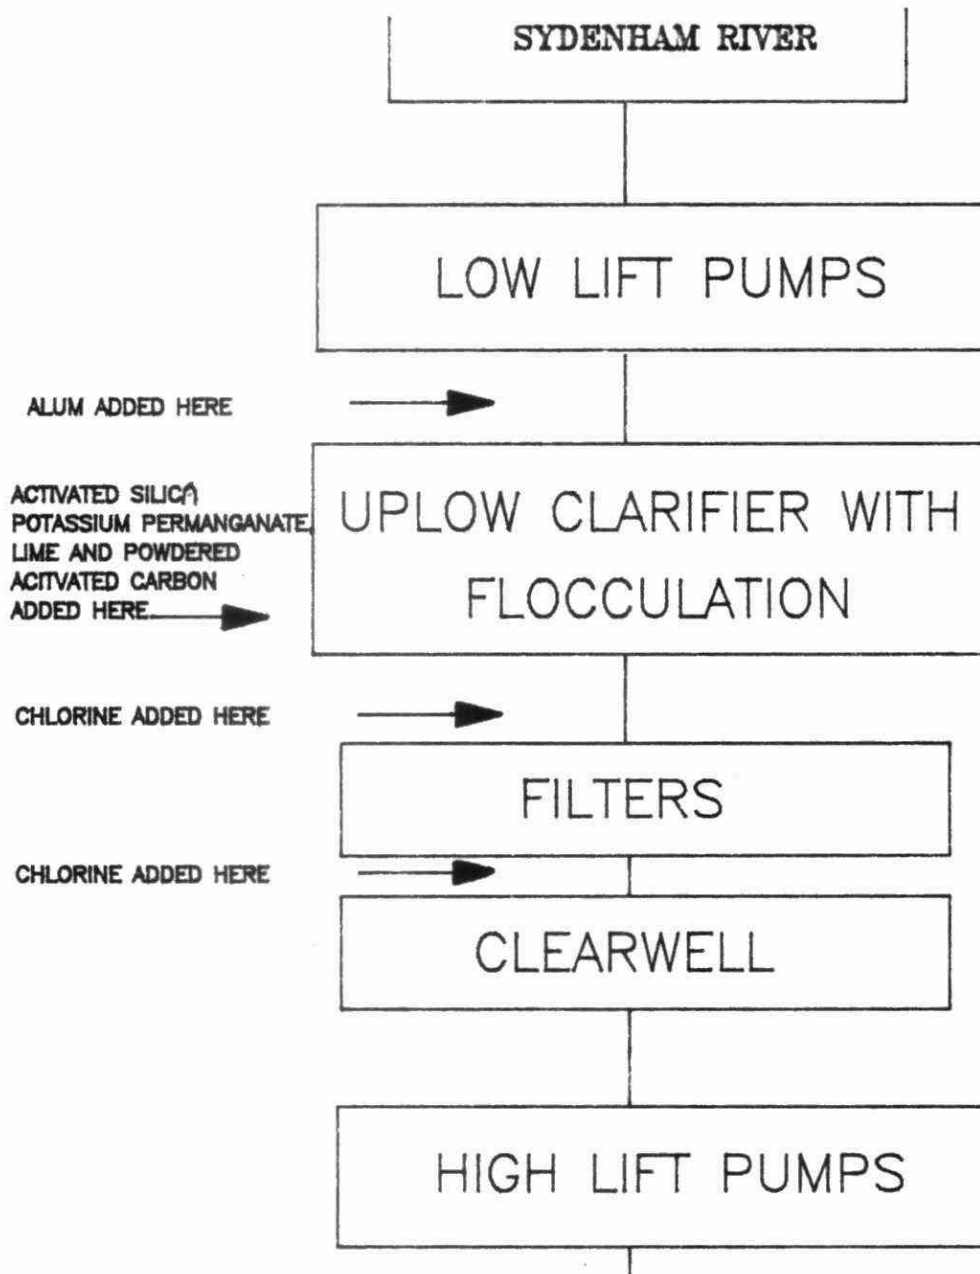 SYDENHAM RIVER
LOW LIFT PUMPS
ALUM ADDED HERE
ACTIVATED SILICA
POTASSIUM PERMANGANATE,
LIME AND POWDERED
ACITVATED CARBON
ADDED HERE
UPLOW CLARIFIER WITH
FLOCCULATION
CHLORINE ADDED HERE
FILTERS
CHLORINE ADDED HERE
CLEARWELL
HIGH LIFT PUMPS